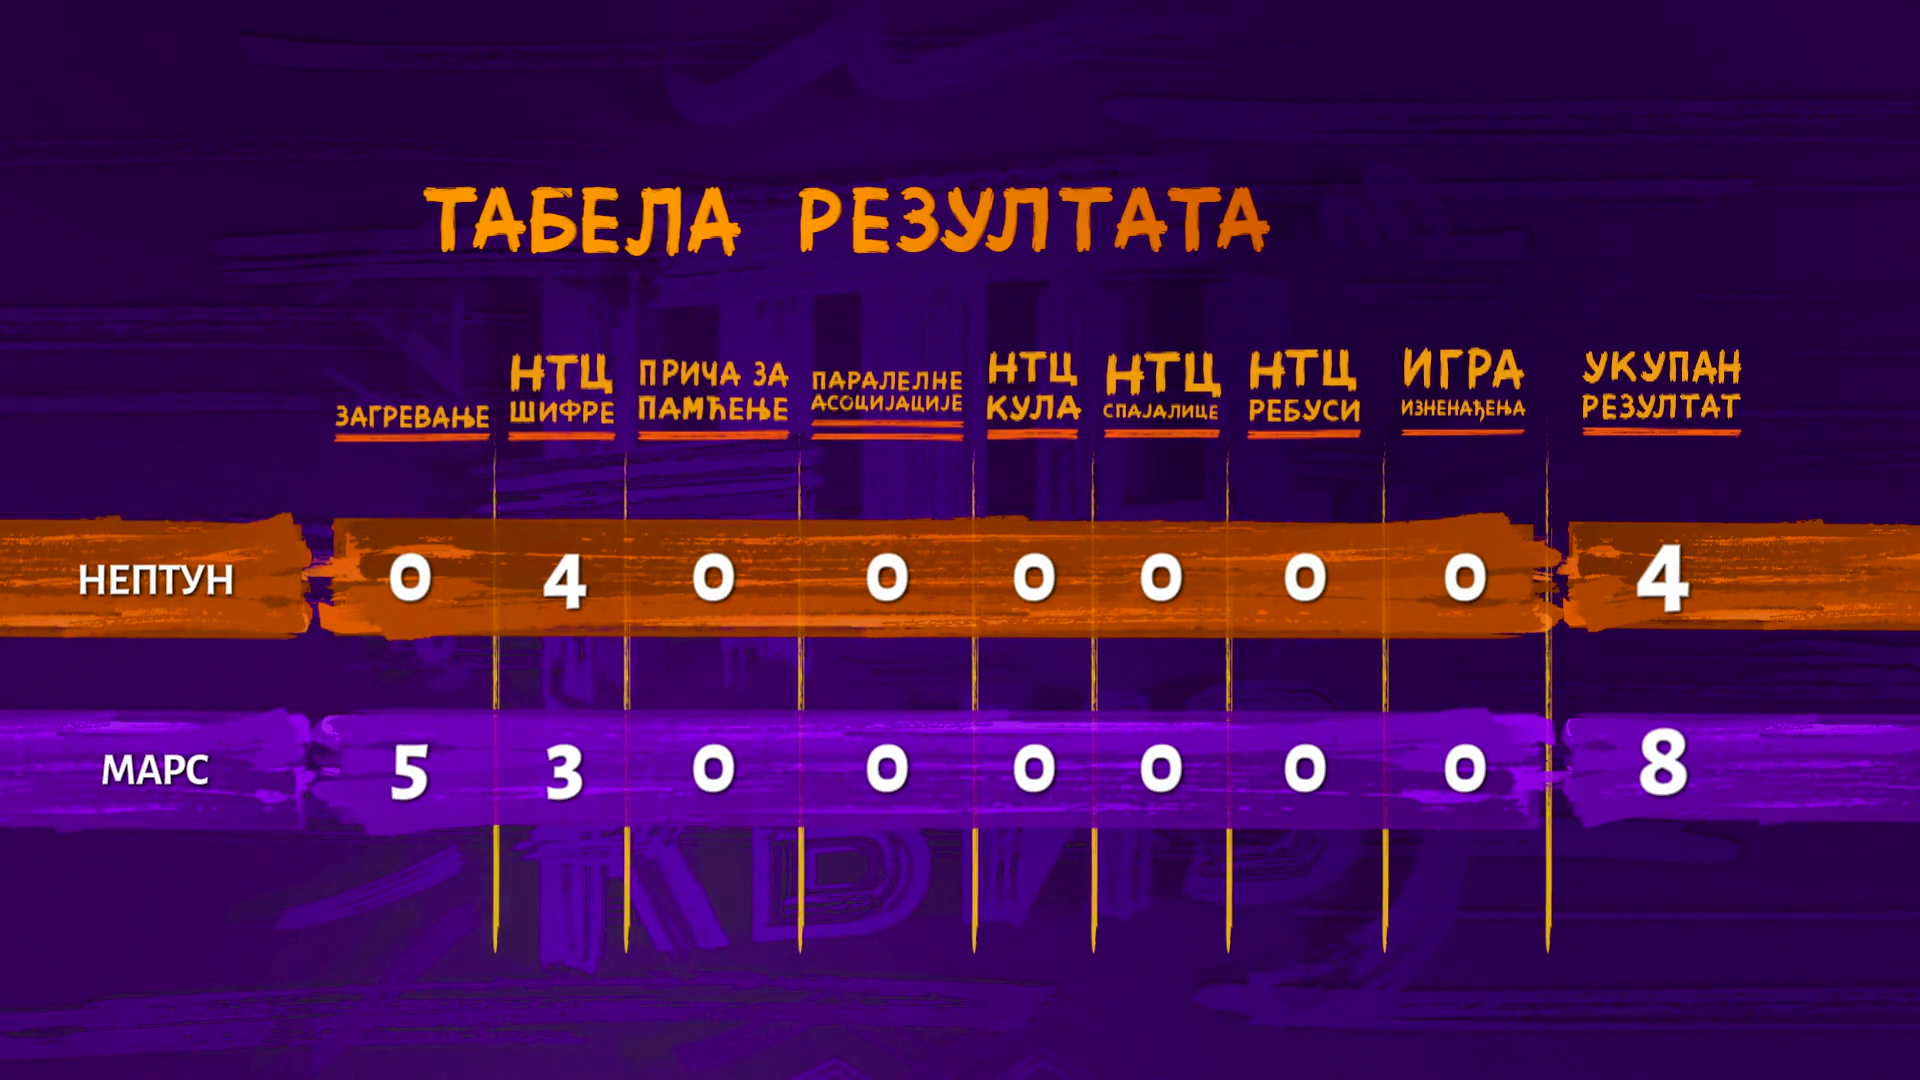 ТАБЕЛА РЕЗУЛТАТА
ЗАГРЕВАЊЕ
НТЦ
ШИФРЕ
ПРИЧА ЗА
ПАМЋЕЊЕ
ПАРАЛЕЛНЕ
АСОЦИЈАЦИЈЕ
НТЦ
КУЛА
НТЦ
СПАЈАЛИЦЕ
НТЦ
РЕБУСИ
ИГРА
ИЗНЕНАЂЕЊА
УКУПАН
РЕЗУЛТАТ
НЕПТУН 0 4 0 0 0 0 0 0 4
МАРС 5 3 0 0 0 0 0 0 8
КВИЗ